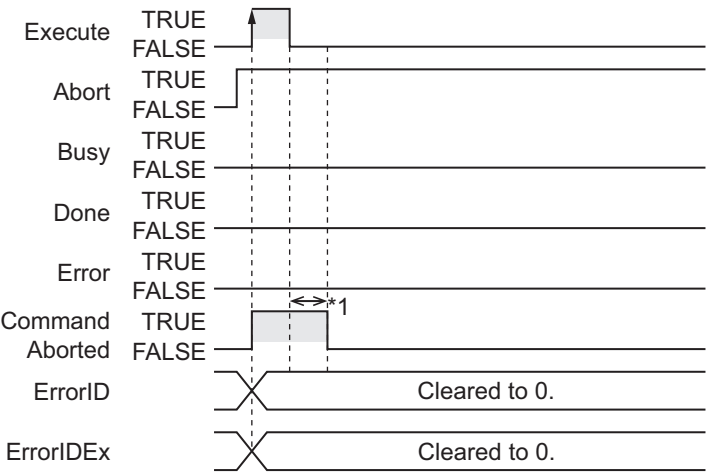 Execute TRUE
FALSE
Abort TRUE
FALSE
Busy TRUE
FALSE
Done TRUE
FALSE
Error TRUE
FALSE
*1
Command TRUE
Aborted FALSE
ErrorID Cleared to 0.
ErrorIDEx Cleared to 0.